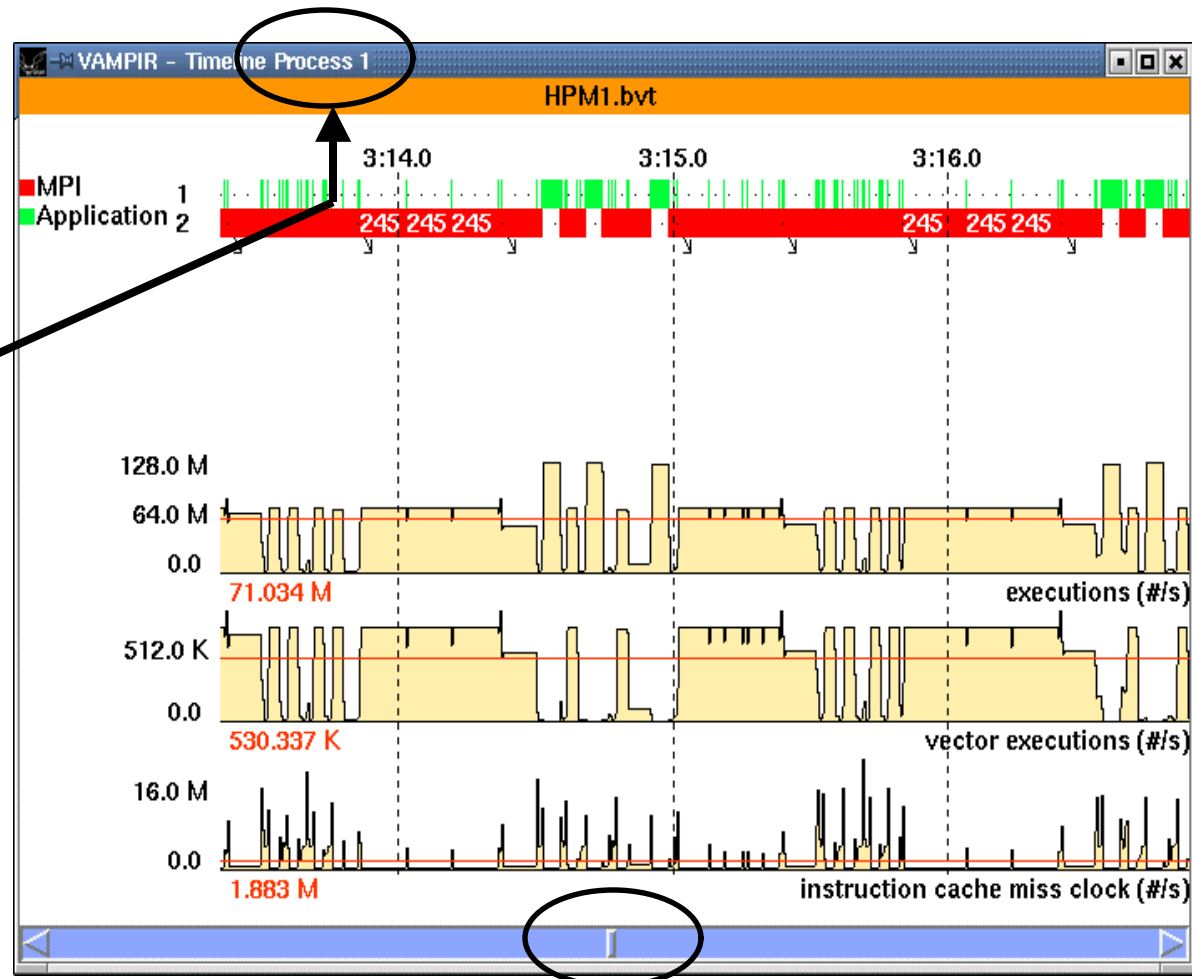 VAMPIR - Timeline Process 1
HPM1.bvt
3:14.0 3:15.0 3:16.0
MPI 1
Application 2
245 245 245 245 245 245
128.0 M
64.0 M
0.0
71.034 M executions (#/s)
512.0 K
0.0
530.337 K vector executions (#/s)
16.0 M
0.0
1.883 M instruction cache miss clock (#/s)